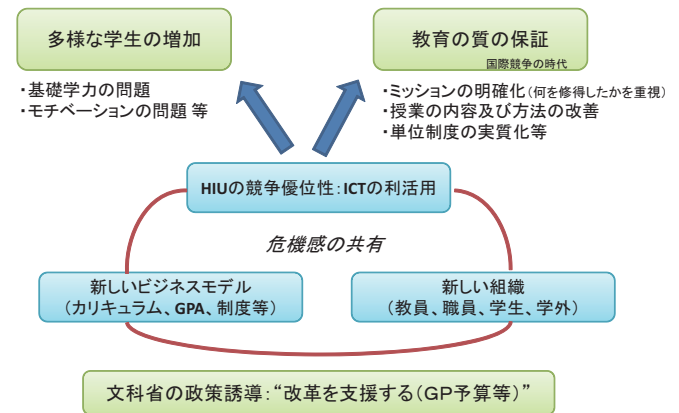 多様な学生の増加
・基礎学力の問題
・モチベーションの問題 等
教育の質の保証
国際競争の時代
・ミッションの明確化(何を修得したかを重視)
・授業の内容及び方法の改善
・単位制度の実質化等
HIUの競争優位性:ICTの利活用
危機感の共有
新しいビジネスモデル
(カリキュラム、GPA、制度等)
新しい組織
(教員、職員、学生、学外)
文科省の政策誘導:“改革を支援する(GP予算等)”